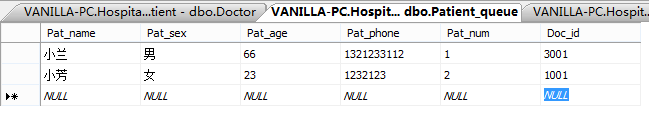 VANILLA-PC.Hospita...tient - dbo.Doctor VANILLA-PC.Hospit... dbo.Patient_queue VANILLA-PC.Hospit
Pat_name Pat_sex Pat_age Pat_phone Pat_num Doc_id
小兰 男 66 1321233112 1 3001
小芳 女 23 1232123 2 1001
NULL NULL NULL NULL NULL NULL